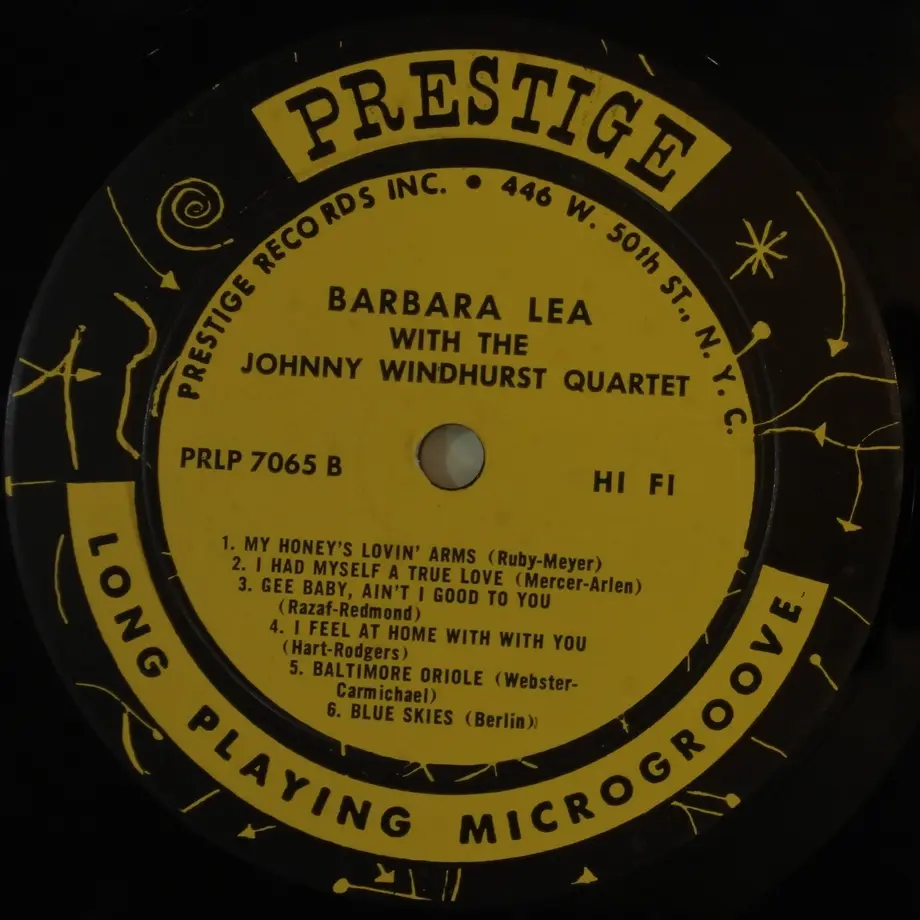 PRESTIGE
PRESTIGE RECORDS INC. • 446 W. 50th ST., N. Y. C.
BARBARA LEA
WITH THE
JOHNNY WINDHURST QUARTET
PRLP 7065 B
HI FI
1. MY HONEY'S LOVIN' ARMS (Ruby-Meyer)
2. I HAD MYSELF A TRUE LOVE (Mercer-Arlen)
3. GEE BABY, AIN'T I GOOD TO YOU
(Razaf-Redmond)
4. I FEEL AT HOME WITH WITH YOU
(Hart-Rodgers)
5. BALTIMORE ORIOLE (Webster-
Carmichael)
6. BLUE SKIES (Berlin))
LONG PLAYING MICROGROOVE